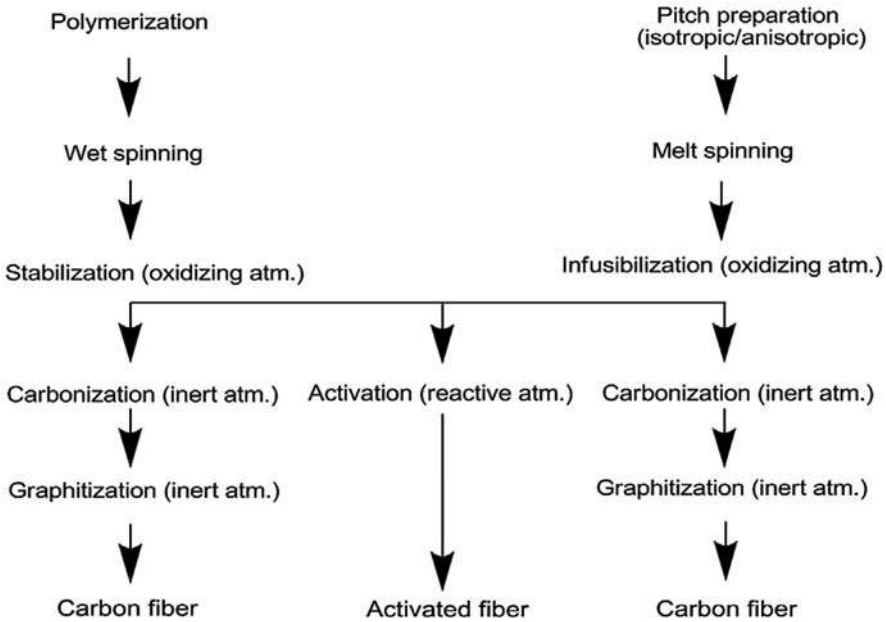 Polymerization
Pitch preparation
(isotropic/anisotropic)
Wet spinning
Melt spinning
Stabilization (oxidizing atm.)
Infusibilization (oxidizing atm.)
Carbonization (inert atm.)
Activation (reactive atm.)
Carbonization (inert atm.)
Graphitization (inert atm.)
Graphitization (inert atm.)
Carbon fiber
Activated fiber
Carbon fiber